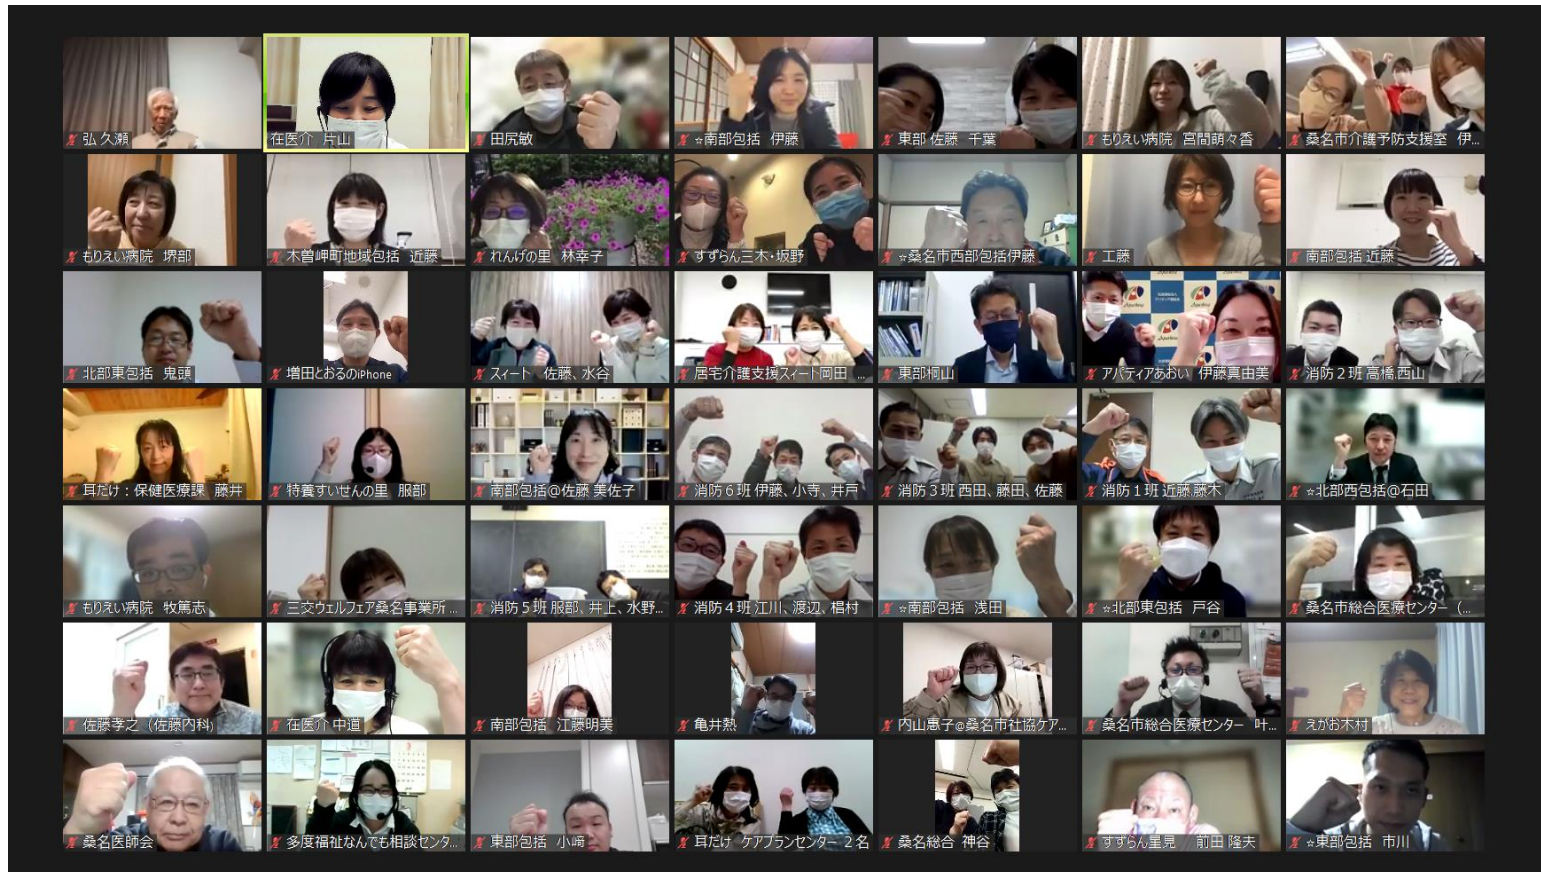 弘 久瀬
在医介 片山
田尻敏
☆南部包括 伊藤
東部 佐藤 千葉
もりえい病院 宮間萌々香
桑名市介護予防支援室 伊...
もりえい病院 堺部
木曽岬町地域包括 近藤
れんげの里 林幸子
すずらん三木・坂野
☆桑名市西部包括伊藤
工藤
南部包括 近藤
北部東包括 鬼頭
増田とおるのiPhone
スィート 佐藤、水谷
居宅介護支援スィート岡田 ...
東部桐山
アパティアあおい 伊藤真由美
消防２班 高橋.西山
耳だけ：保健医療課 藤井
特養すいせんの里 服部
南部包括@佐藤 美佐子
消防６班 伊藤、小寺、井戸
消防３班 西田、藤田、佐藤
消防１班 近藤.藤木
☆北部西包括@石田
もりえい病院 牧篤志
三交ウェルフェア桑名事業所 ...
消防５班 服部、井上、水野...
消防４班 江川、渡辺、椙村
☆南部包括 浅田
☆北部東包括 戸谷
桑名市総合医療センター（...
佐藤孝之（佐藤内科）
在医介 中道
南部包括 江藤明美
亀井熱
内山惠子@桑名市社協ケア...
桑名市総合医療センター 叶...
えがお木村
桑名医師会
多度福祉なんでも相談センタ...
東部包括 小﨑
耳だけ ケアプランセンター ２名
桑名総合 神谷
すずらん星見 前田 隆夫
☆東部包括 市川